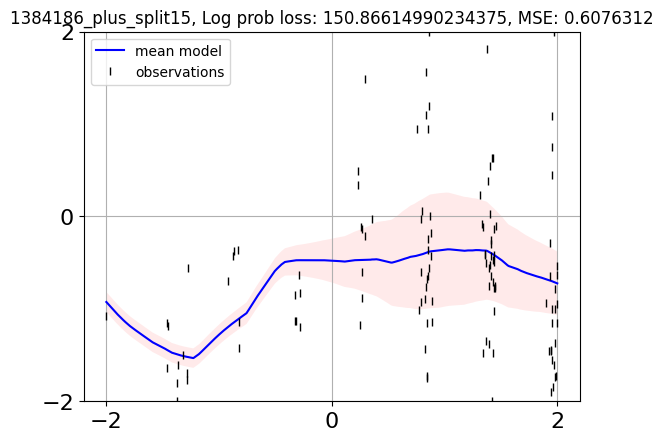 1384186_plus_split15, Log prob loss: 150.86614990234375, MSE: 0.6076312
mean model
observations
2
0
−2
−2
0
2